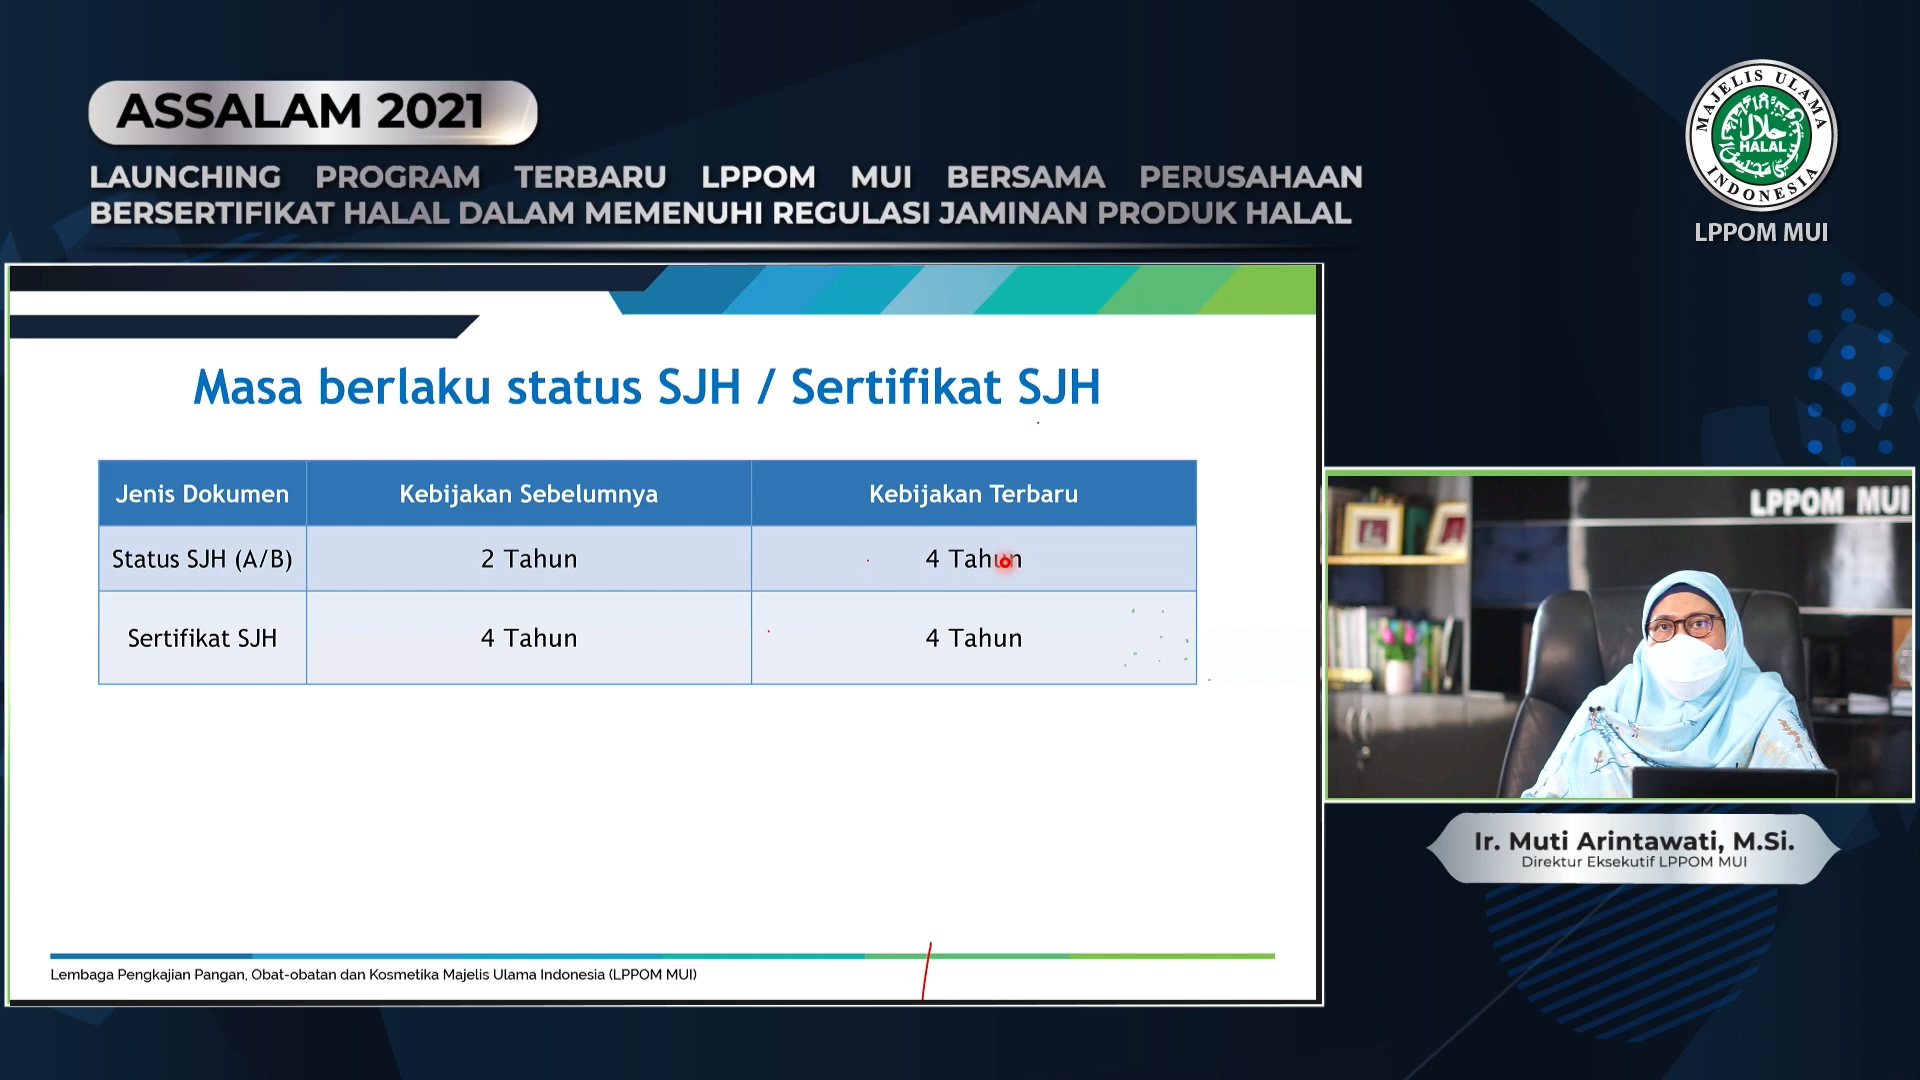 ASSALAM 2021
LAUNCHING PROGRAM TERBARU LPPOM MUI BERSAMA PERUSAHAAN
BERSERTIFIKAT HALAL DALAM MEMENUHI REGULASI JAMINAN PRODUK HALAL
MAJELIS ULAMA
حلال
HALAL
INDONESIA
LPPOM MUI
Masa berlaku status SJH / Sertifikat SJH
Jenis Dokumen Kebijakan Sebelumnya Kebijakan Terbaru
Status SJH (A/B) 2 Tahun 4 Tahun
Sertifikat SJH 4 Tahun 4 Tahun
Lembaga Pengkajian Pangan, Obat-obatan dan Kosmetika Majelis Ulama Indonesia (LPPOM MUI)
LPPOM MUI
Ir. Muti Arintawati, M.Si.
Direktur Eksekutif LPPOM MUI